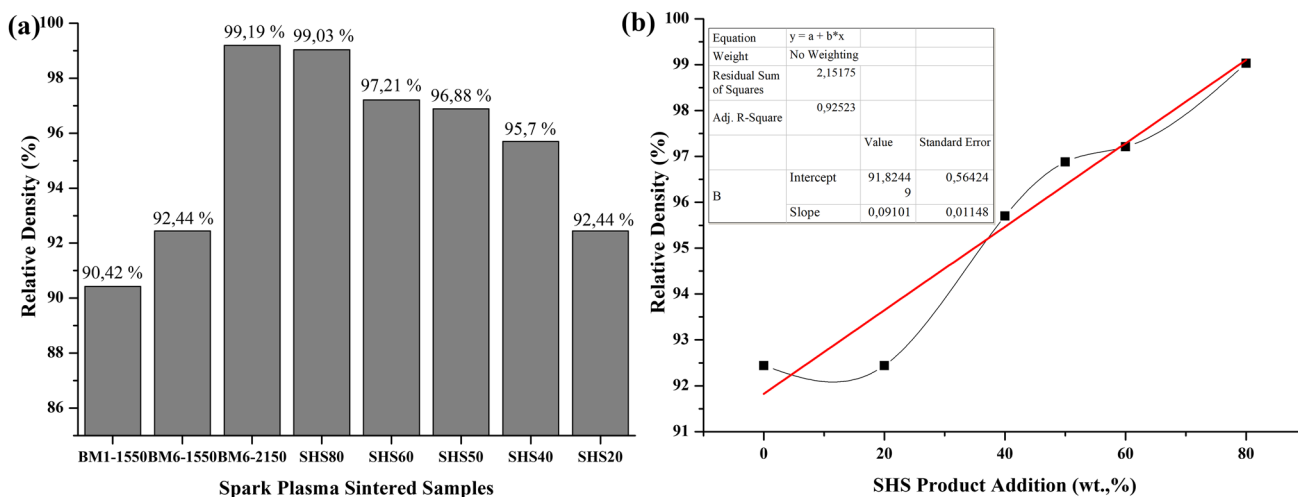 (a)
100
98
96
94
92
90
88
86
Relative Density (%)
90,42 %
92,44 %
99,19 %
99,03 %
97,21 %
96,88 %
95,7 %
92,44 %
BM1-1550 BM6-1550 BM6-2150 SHS80 SHS60 SHS50 SHS40 SHS20
Spark Plasma Sintered Samples
(b)
100
99
98
97
96
95
94
93
92
91
Relative Density (%)
Equation y = a + b*x
Weight No Weighting
Residual Sum
of Squares
2,15175
Adj. R-Square 0,92523
Value Standard Error
B
Intercept 91,8244
9
0,56424
Slope 0,09101 0,01148
0 20 40 60 80
SHS Product Addition (wt.,%)